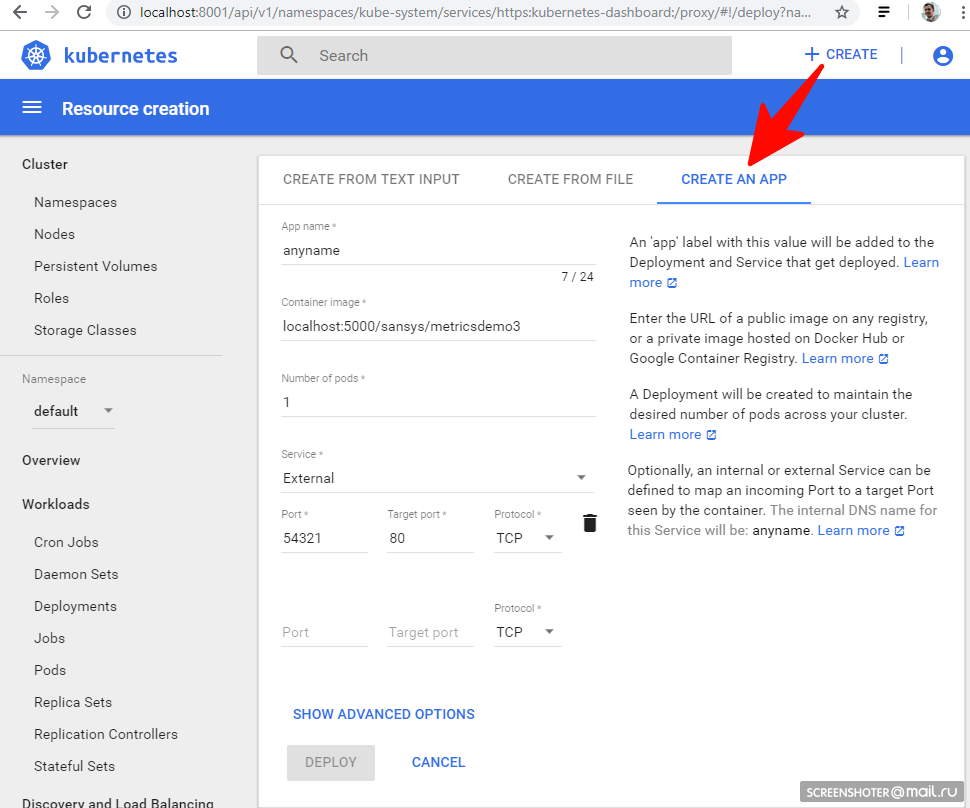 localhost:8001/api/v1/namespaces/kube-system/services/https:kubernetes-dashboard:/proxy/#!/deploy?na...
kubernetes
Search
+ CREATE
Resource creation
Cluster
Namespaces
Nodes
Persistent Volumes
Roles
Storage Classes
Namespace
default
Overview
Workloads
Cron Jobs
Daemon Sets
Deployments
Jobs
Pods
Replica Sets
Replication Controllers
Stateful Sets
Discovery and Load Balancing
CREATE FROM TEXT INPUT
CREATE FROM FILE
CREATE AN APP
App name *
anyname
7 / 24
An 'app' label with this value will be added to the
Deployment and Service that get deployed. Learn
more
Container image *
localhost:5000/sansys/metricsdemo3
Enter the URL of a public image on any registry,
or a private image hosted on Docker Hub or
Google Container Registry. Learn more
Number of pods *
1
A Deployment will be created to maintain the
desired number of pods across your cluster.
Learn more
Service *
External
Optionally, an internal or external Service can be
defined to map an incoming Port to a target Port
seen by the container. The internal DNS name for
this Service will be: anyname. Learn more
Port *
Target port *
Protocol *
54321
80
TCP
Protocol *
Port
Target port
TCP
SHOW ADVANCED OPTIONS
DEPLOY
CANCEL
SCREENSHOTER@mail.ru